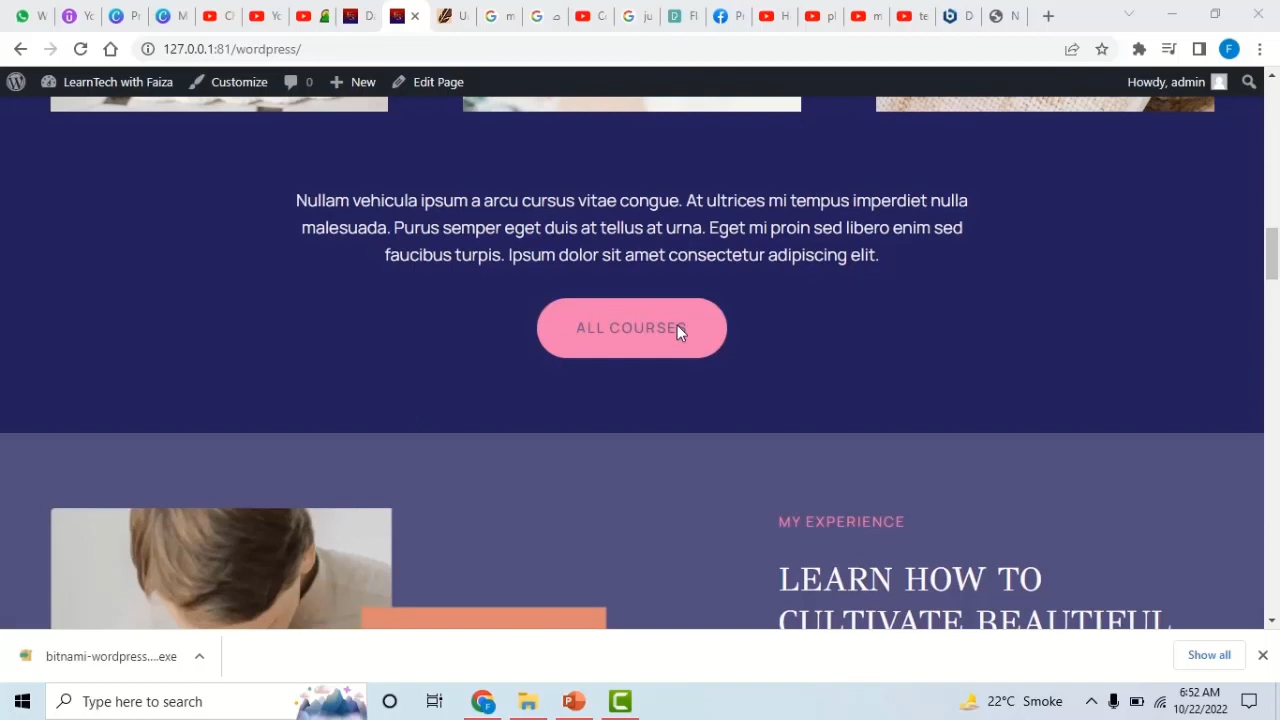 127.0.0.1:81/wordpress/
LearnTech with Faiza
Customize
0
New
Edit Page
Howdy, admin
Nullam vehicula ipsum a arcu cursus vitae congue. At ultrices mi tempus imperdiet nulla
malesuada. Purus semper eget duis at tellus at urna. Eget mi proin sed libero enim sed
faucibus turpis. Ipsum dolor sit amet consectetur adipiscing elit.
ALL COURSES
MY EXPERIENCE
LEARN HOW TO
CULTIVATE BEAUTIFUL
bitnami-wordpress....exe
Show all
Type here to search
22°C Smoke
6:52 AM
10/22/2022